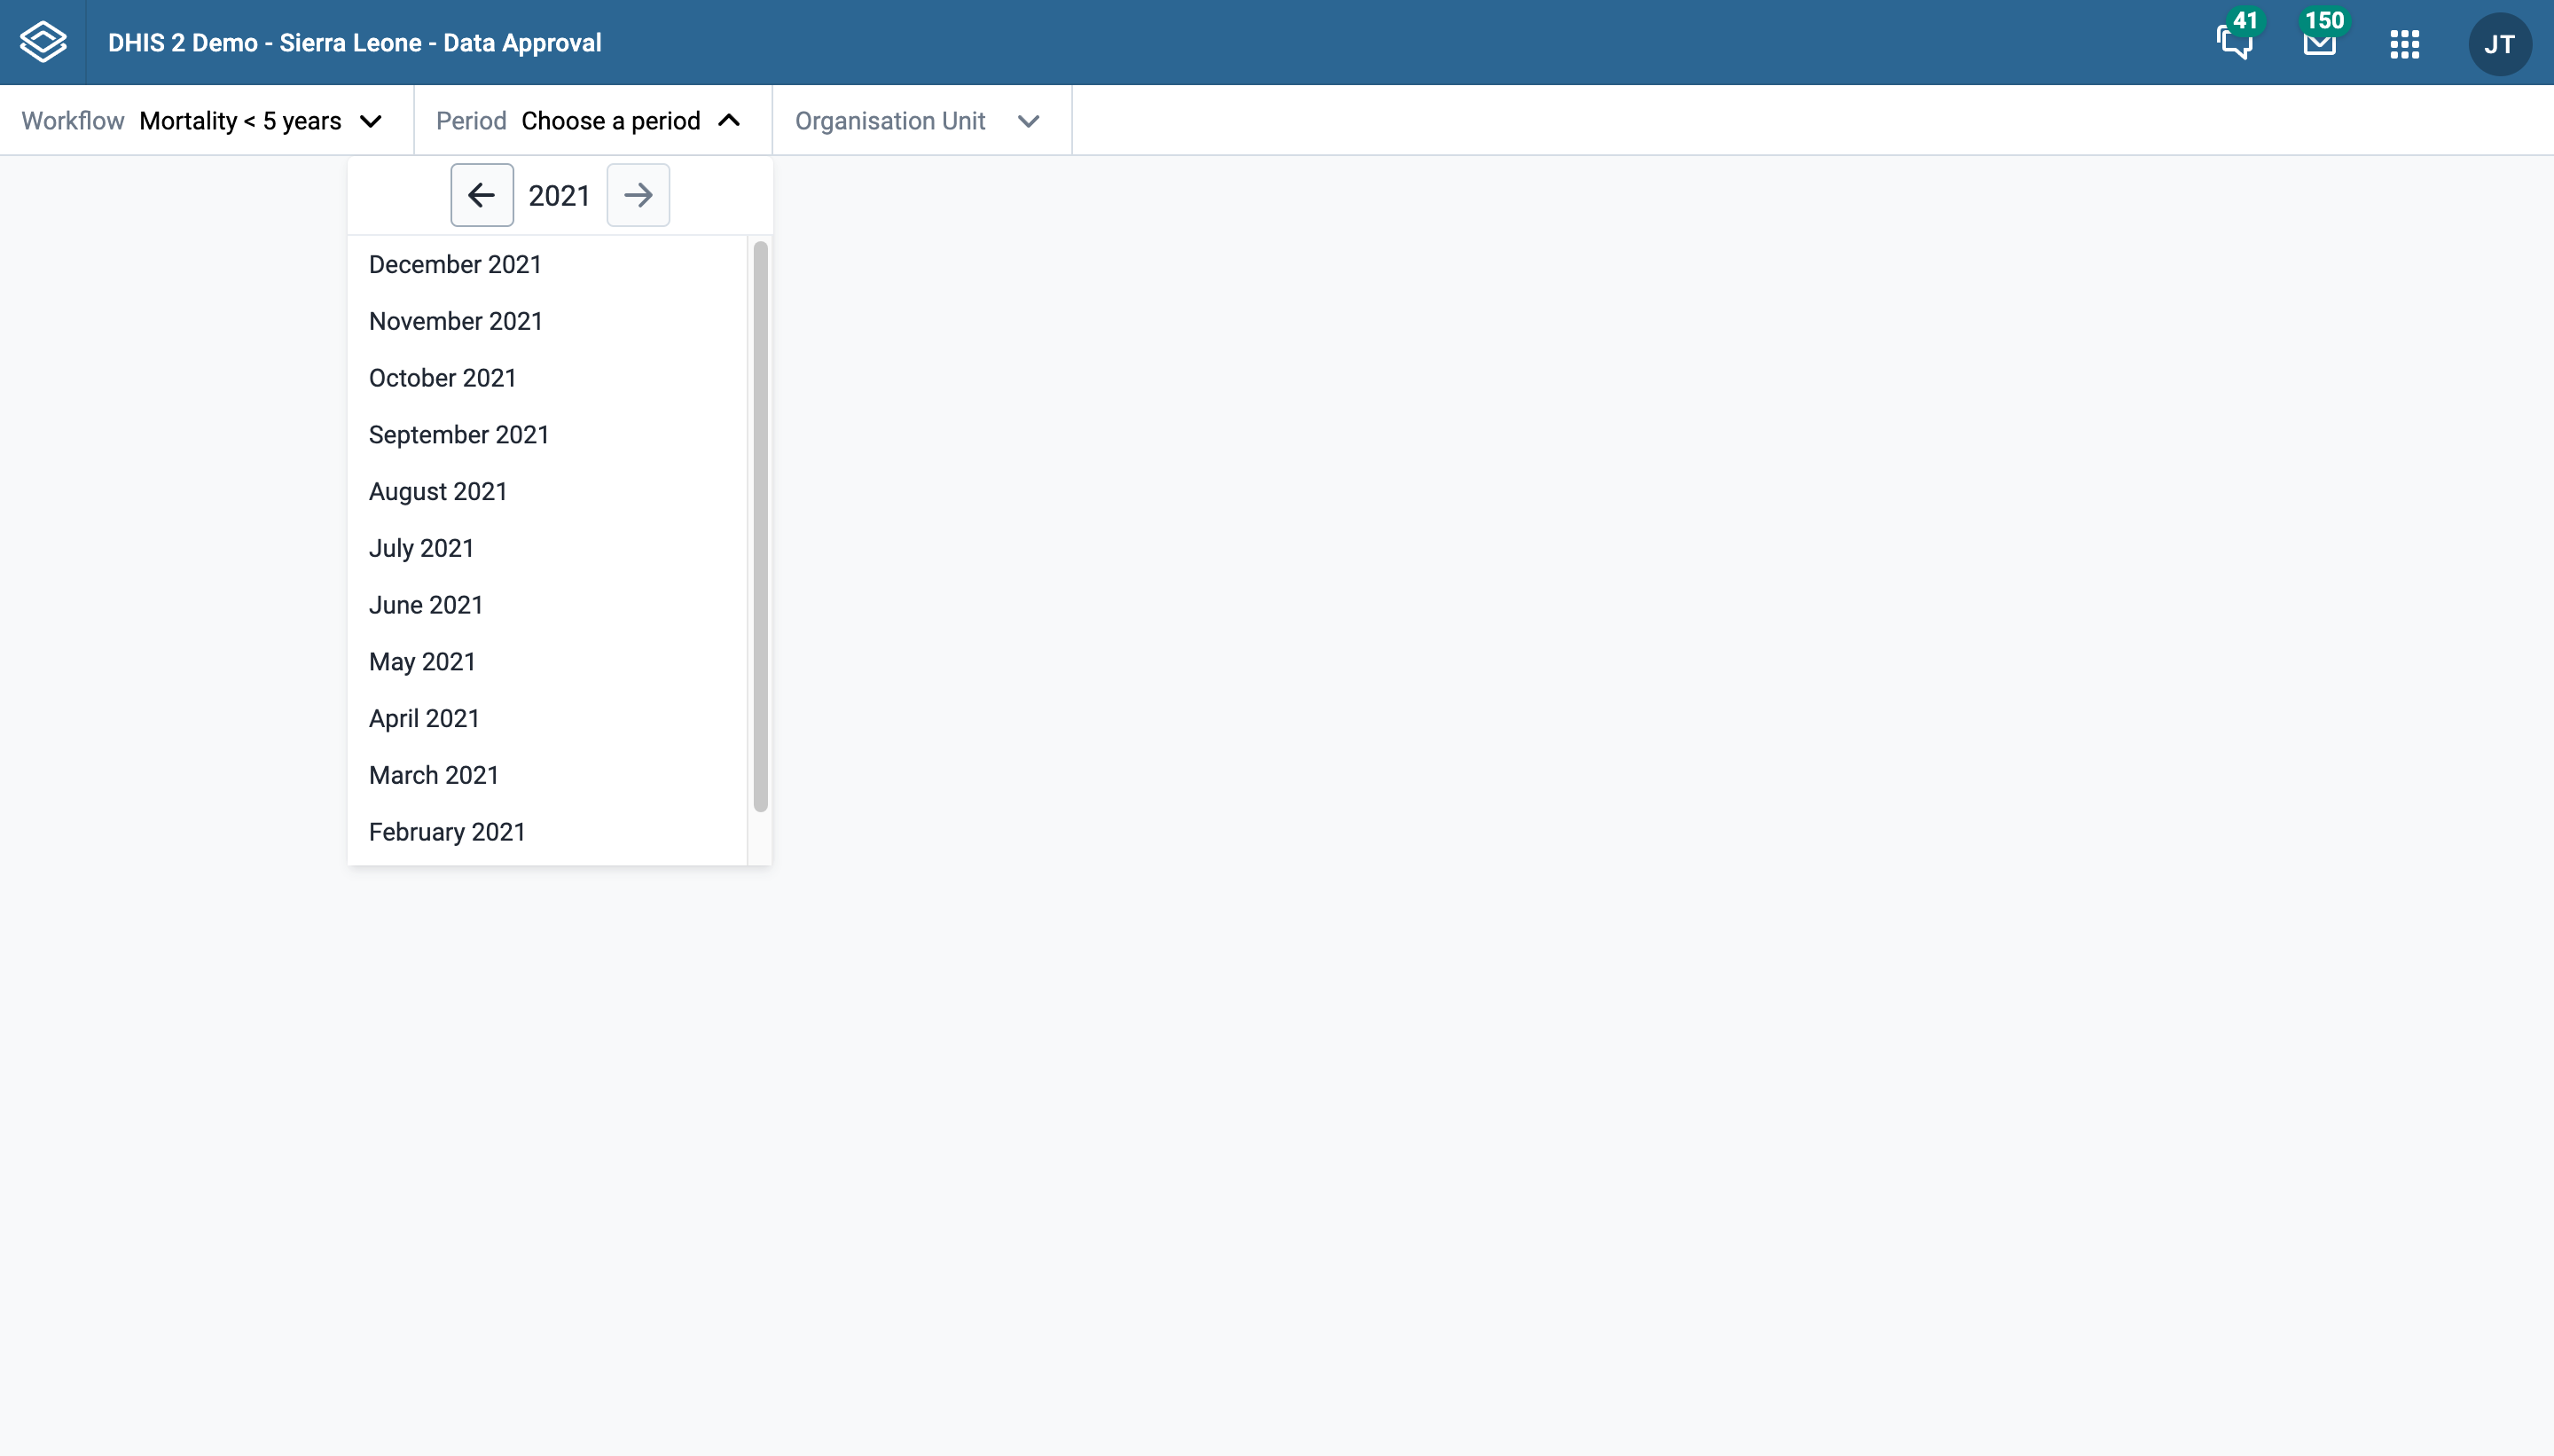 DHIS 2 Demo - Sierra Leone - Data Approval
41
150
JT
Workflow Mortality < 5 years
Period Choose a period
Organisation Unit
2021
December 2021
November 2021
October 2021
September 2021
August 2021
July 2021
June 2021
May 2021
April 2021
March 2021
February 2021